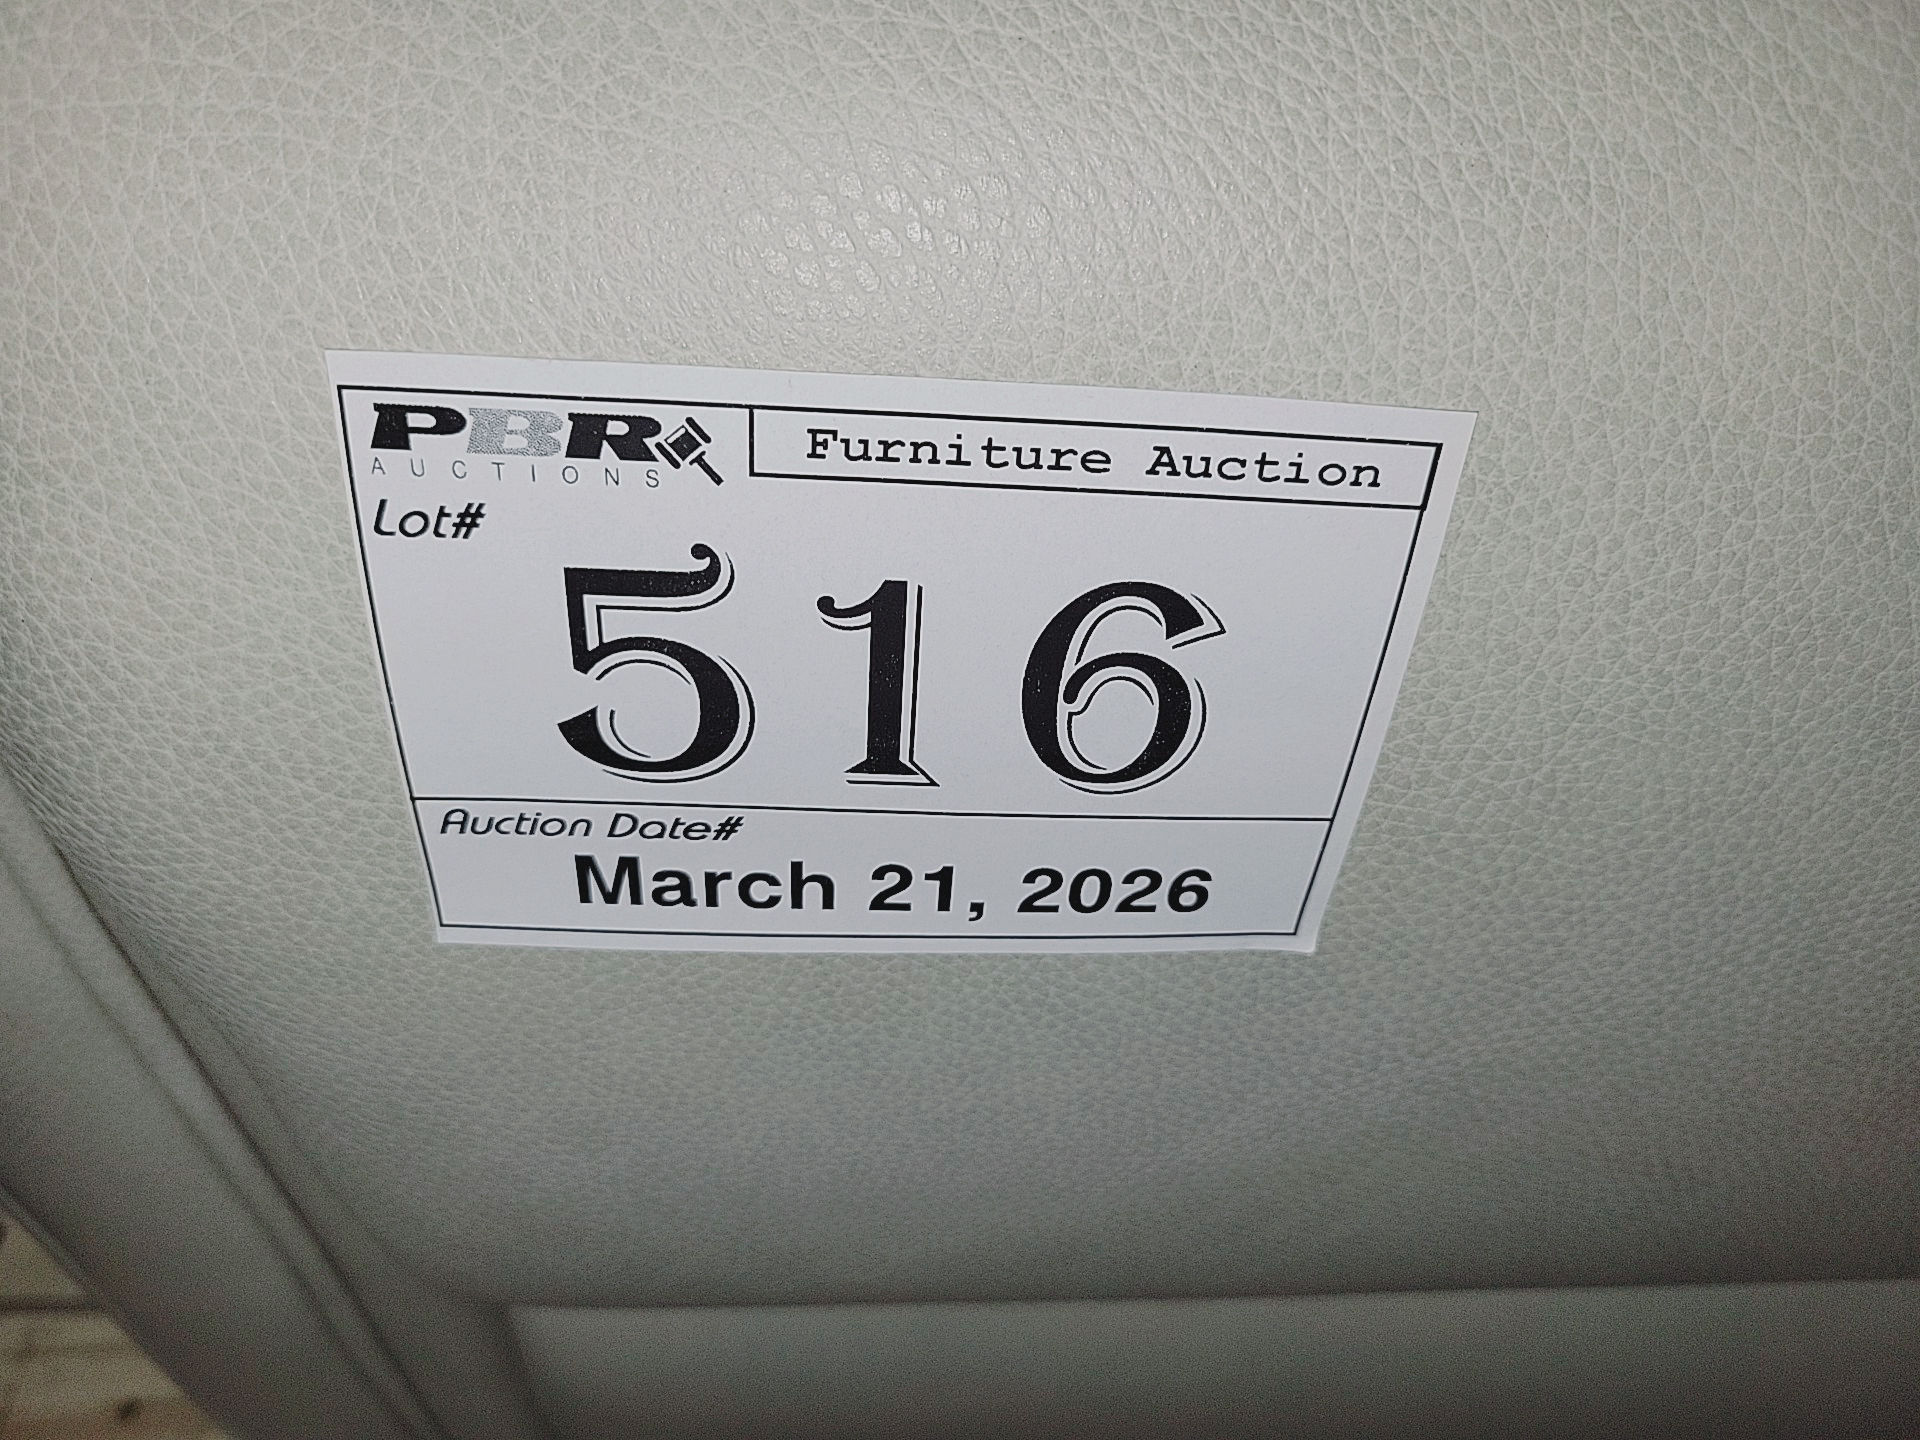 PBR
AUCTIONS
Furniture Auction
Lot#
516
Auction Date#
March 21, 2026